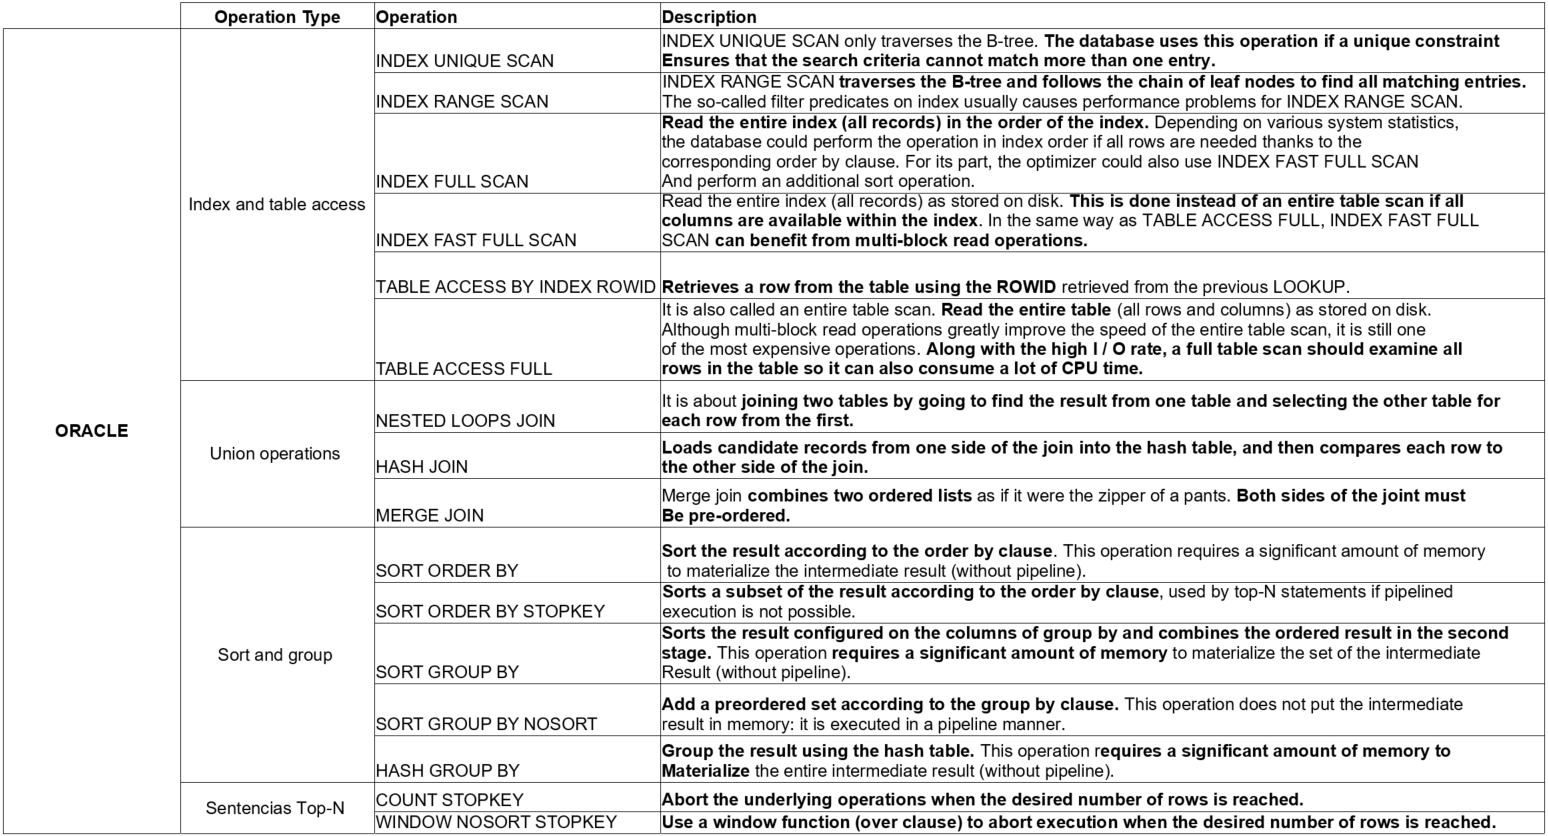 Operation Type Operation Description
ORACLE
Index and table access
INDEX UNIQUE SCAN
INDEX UNIQUE SCAN only traverses the B-tree. The database uses this operation if a unique constraint
Ensures that the search criteria cannot match more than one entry.
INDEX RANGE SCAN
INDEX RANGE SCAN traverses the B-tree and follows the chain of leaf nodes to find all matching entries.
The so-called filter predicates on index usually causes performance problems for INDEX RANGE SCAN.
INDEX FULL SCAN
Read the entire index (all records) in the order of the index. Depending on various system statistics,
the database could perform the operation in index order if all rows are needed thanks to the
corresponding order by clause. For its part, the optimizer could also use INDEX FAST FULL SCAN
And perform an additional sort operation.
INDEX FAST FULL SCAN
Read the entire index (all records) as stored on disk. This is done instead of an entire table scan if all
columns are available within the index. In the same way as TABLE ACCESS FULL, INDEX FAST FULL
SCAN can benefit from multi-block read operations.
TABLE ACCESS BY INDEX ROWID
Retrieves a row from the table using the ROWID retrieved from the previous LOOKUP.
TABLE ACCESS FULL
It is also called an entire table scan. Read the entire table (all rows and columns) as stored on disk.
Although multi-block read operations greatly improve the speed of the entire table scan, it is still one
of the most expensive operations. Along with the high I / O rate, a full table scan should examine all
rows in the table so it can also consume a lot of CPU time.
Union operations
NESTED LOOPS JOIN
It is about joining two tables by going to find the result from one table and selecting the other table for
each row from the first.
HASH JOIN
Loads candidate records from one side of the join into the hash table, and then compares each row to
the other side of the join.
MERGE JOIN
Merge join combines two ordered lists as if it were the zipper of a pants. Both sides of the joint must
Be pre-ordered.
Sort and group
SORT ORDER BY
Sort the result according to the order by clause. This operation requires a significant amount of memory
to materialize the intermediate result (without pipeline).
SORT ORDER BY STOPKEY
Sorts a subset of the result according to the order by clause, used by top-N statements if pipelined
execution is not possible.
SORT GROUP BY
Sorts the result configured on the columns of group by and combines the ordered result in the second
stage. This operation requires a significant amount of memory to materialize the set of the intermediate
Result (without pipeline).
SORT GROUP BY NOSORT
Add a preordered set according to the group by clause. This operation does not put the intermediate
result in memory: it is executed in a pipeline manner.
HASH GROUP BY
Group the result using the hash table. This operation requires a significant amount of memory to
Materialize the entire intermediate result (without pipeline).
Sentencias Top-N
COUNT STOPKEY
Abort the underlying operations when the desired number of rows is reached.
WINDOW NOSORT STOPKEY
Use a window function (over clause) to abort execution when the desired number of rows is reached.